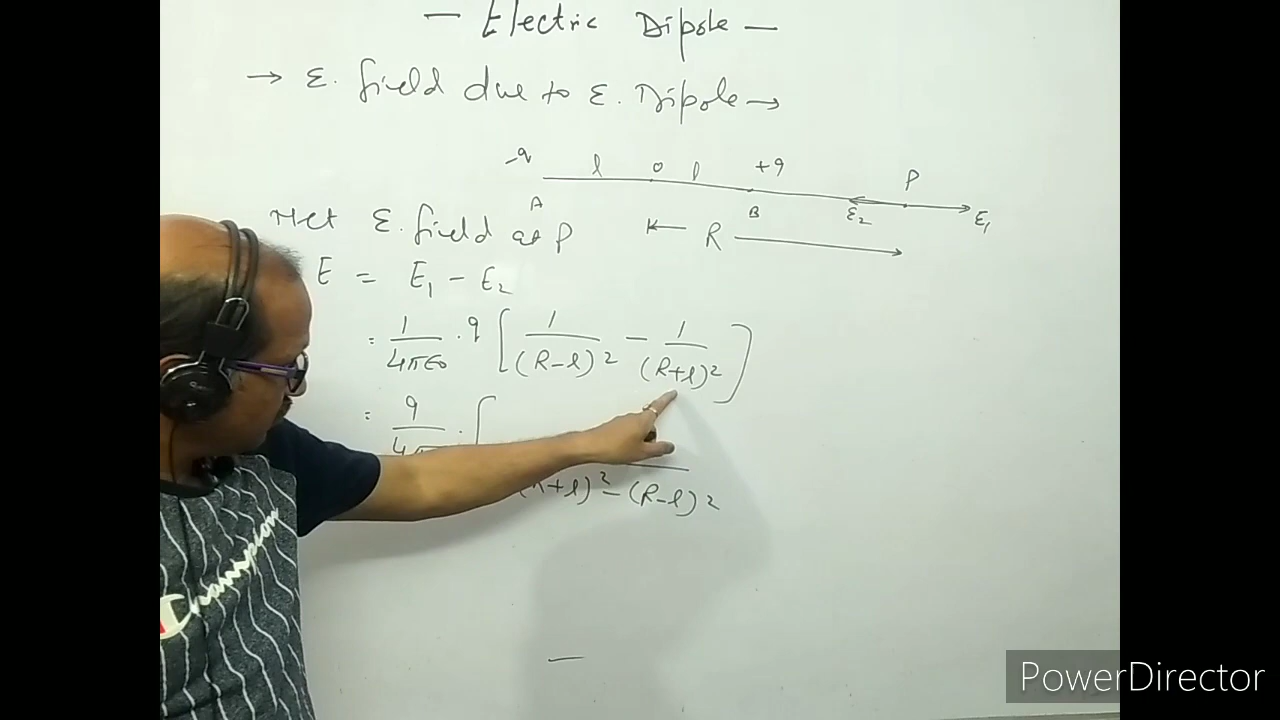 — Electric Dipole —
→ E. field due to E. Dipole →
-q l o l +q P
A B E₂ E₁
Net E. field at P
R
E = E₁ - E₂
= 1/4πε₀ · q [ 1/(R-l)² - 1/(R+l)² ]
= q/4π · [
+l)² - (R-l)²
Champion
PowerDirector